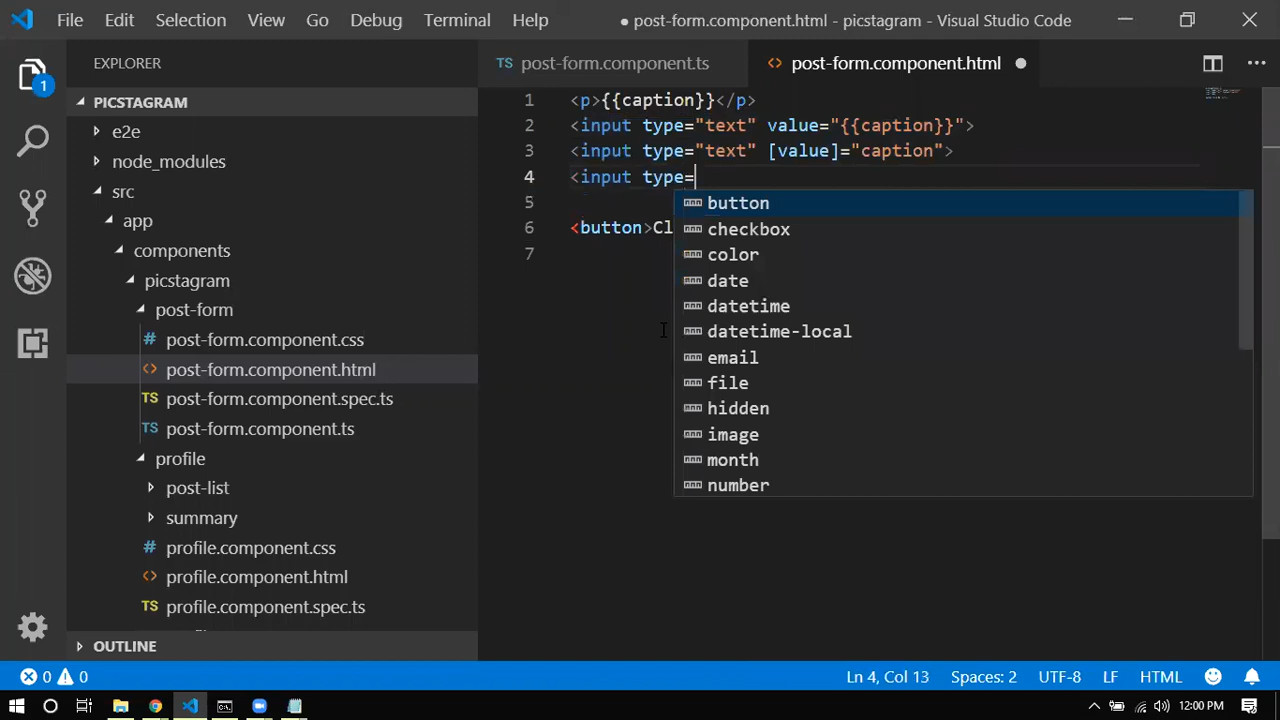 File Edit Selection View Go Debug Terminal Help ● post-form.component.html - picstagram - Visual Studio Code
EXPLORER
TS post-form.component.ts
<> post-form.component.html
1
PICSTAGRAM
e2e
node_modules
src
app
components
picstagram
post-form
# post-form.component.css
<> post-form.component.html
TS post-form.component.spec.ts
TS post-form.component.ts
profile
post-list
summary
# profile.component.css
<> profile.component.html
TS profile.component.spec.ts
OUTLINE
1 <p>{{caption}}</p>
2 <input type="text" value="{{caption}}">
3 <input type="text" [value]="caption">
4 <input type=
5
6 <button>Cl
7
button
checkbox
color
date
datetime
datetime-local
email
file
hidden
image
month
number
0 0 Ln 4, Col 13 Spaces: 2 UTF-8 LF HTML
12:00 PM